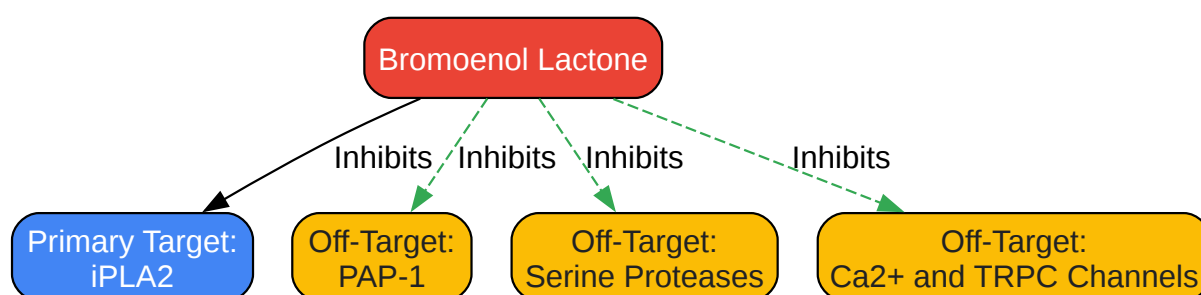 Bromoenol Lactone
Inhibits Inhibits Inhibits Inhibits
Primary Target:
iPLA2
Off-Target:
PAP-1
Off-Target:
Serine Proteases
Off-Target:
Ca2+ and TRPC Channels